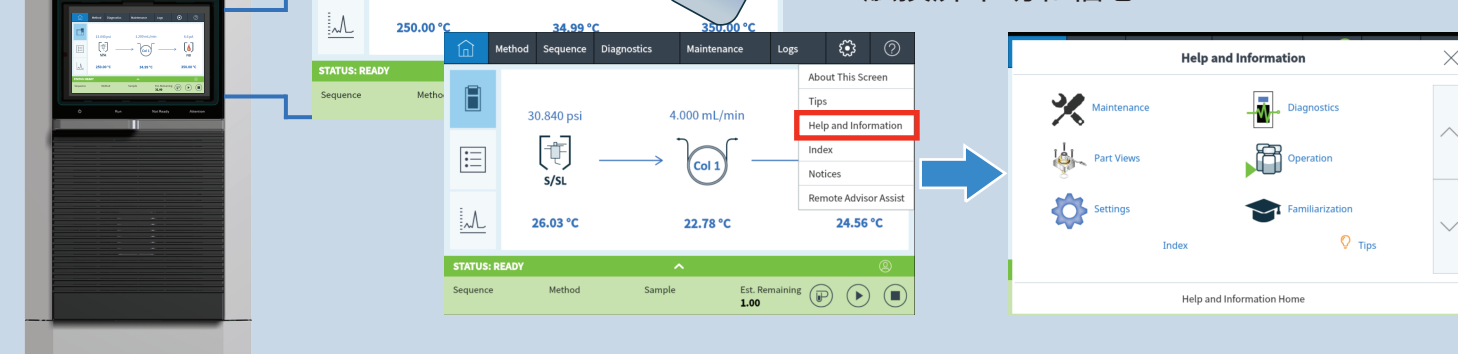 250.00 °C 34.99 °C 350.00 °C
STATUS: READY
Sequence
Method Sequence Diagnostics Maintenance Logs
30.840 psi 4.000 mL/min
S/SL
Col 1
26.03 °C 22.78 °C 24.56 °C
About This Screen
Tips
Help and Information
Index
Notices
Remote Advisor Assist
STATUS: READY
Sequence Method Sample Est. Remaining
1.00
Help and Information
Maintenance Diagnostics
Part Views Operation
Settings Familiarization
Index Tips
Help and Information Home